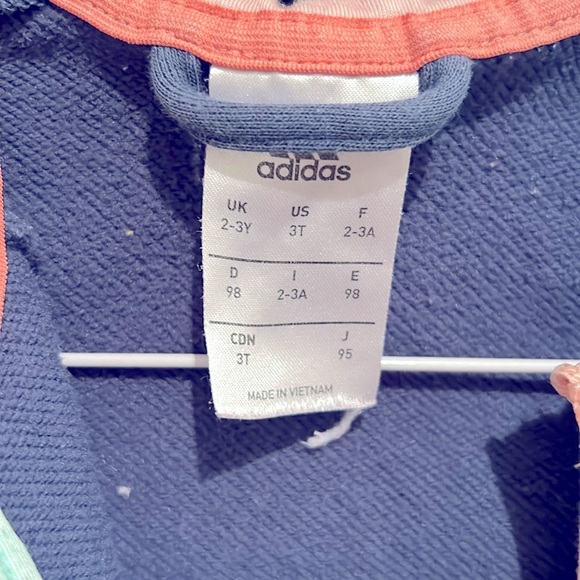 adidas
UK US F
2-3Y 3T 2-3A
D I E
98 2-3A 98
CDN J
3T 95
MADE IN VIETNAM